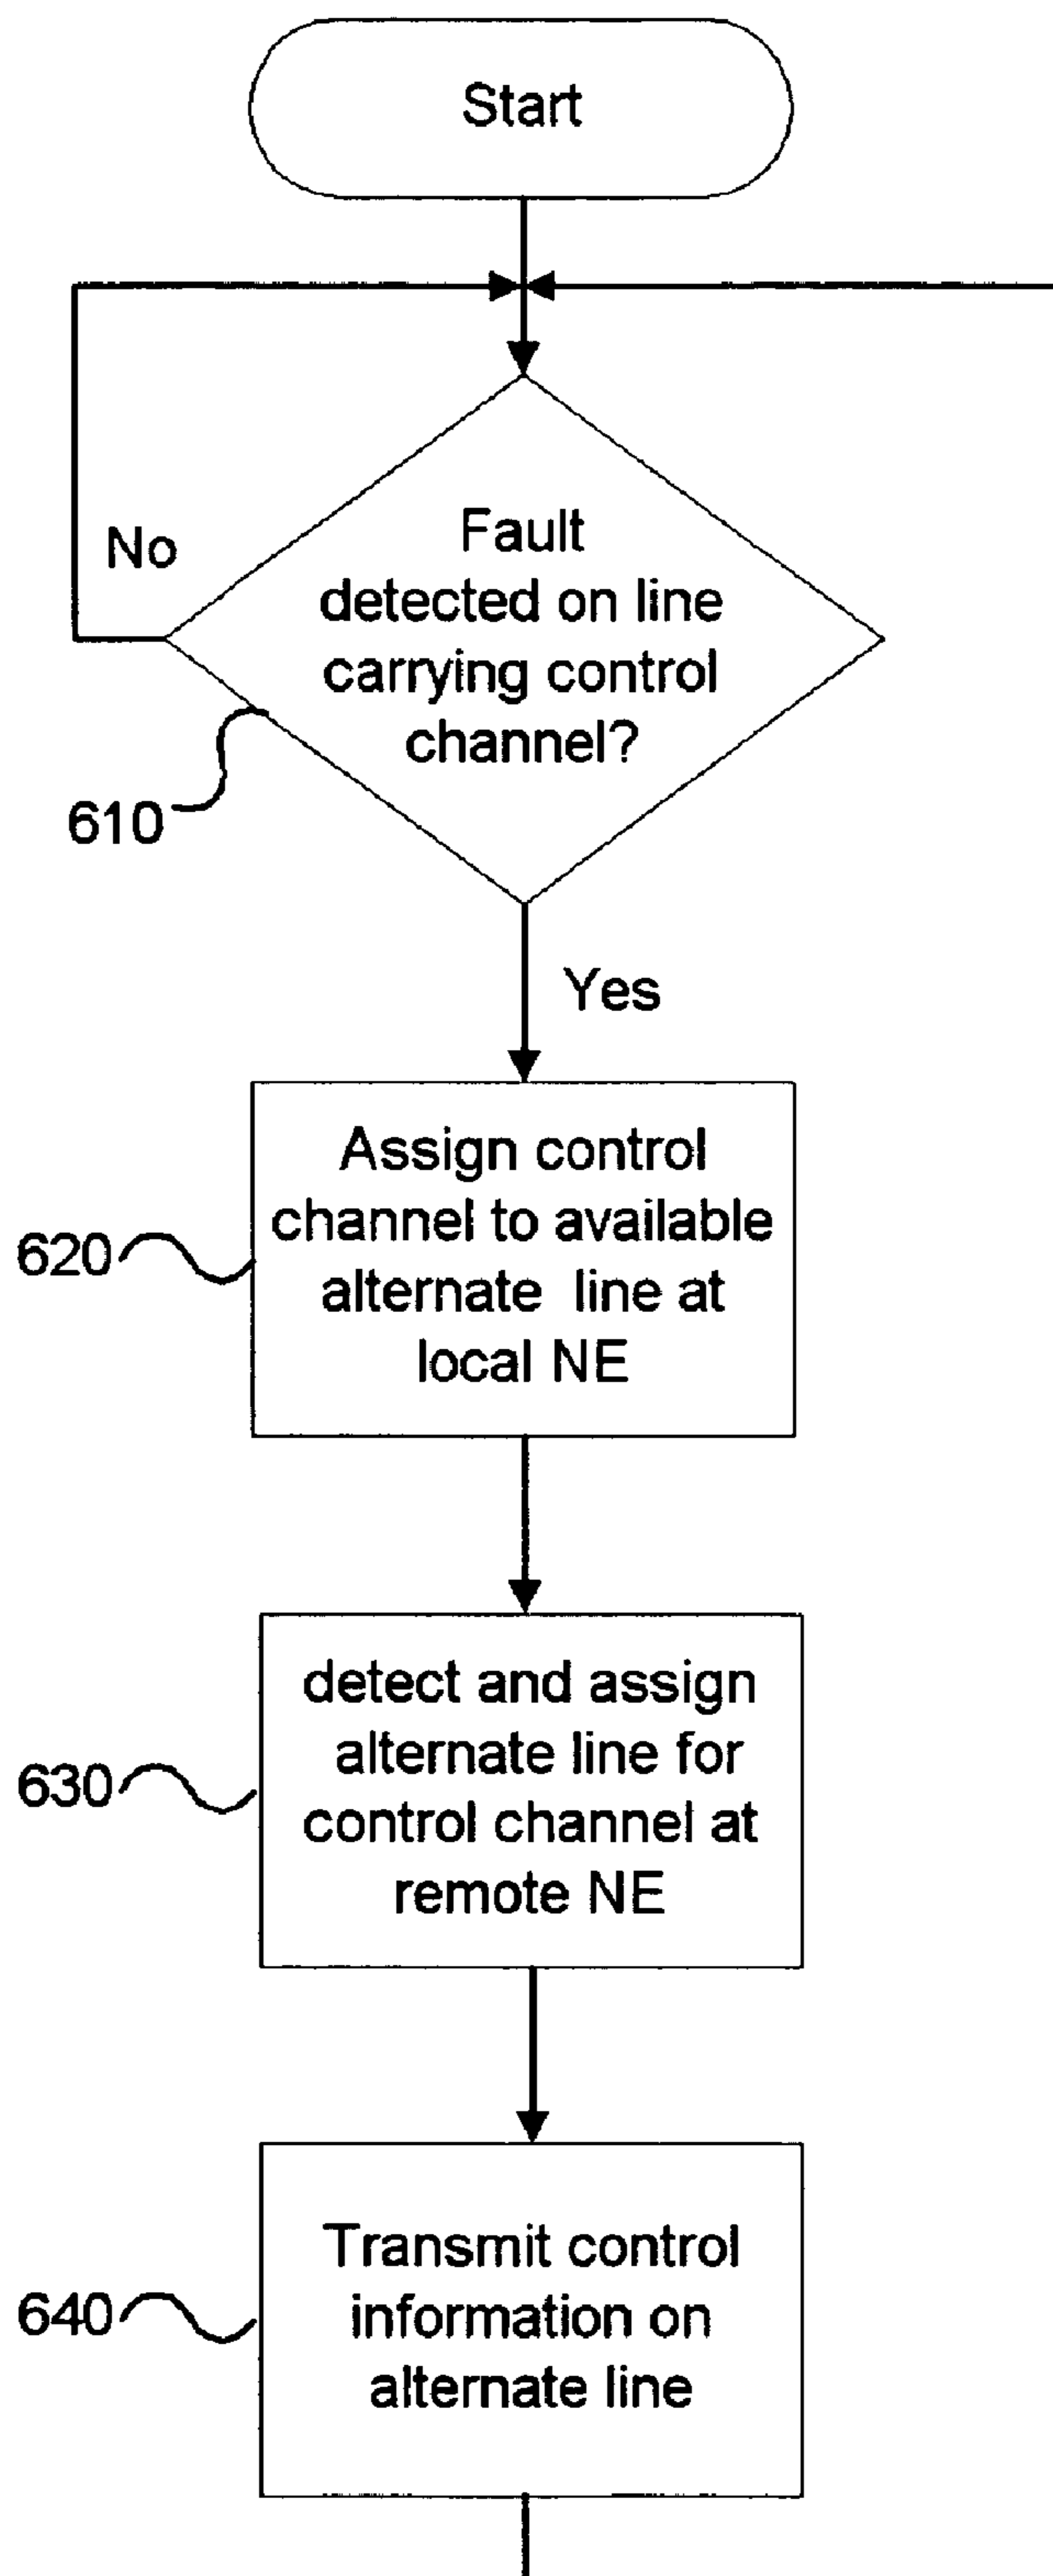 Start
No
Fault
detected on line
carrying control
channel?
610
Yes
Assign control
channel to available
alternate line at
local NE
620
detect and assign
alternate line for
control channel at
remote NE
630
Transmit control
information on
alternate line
640